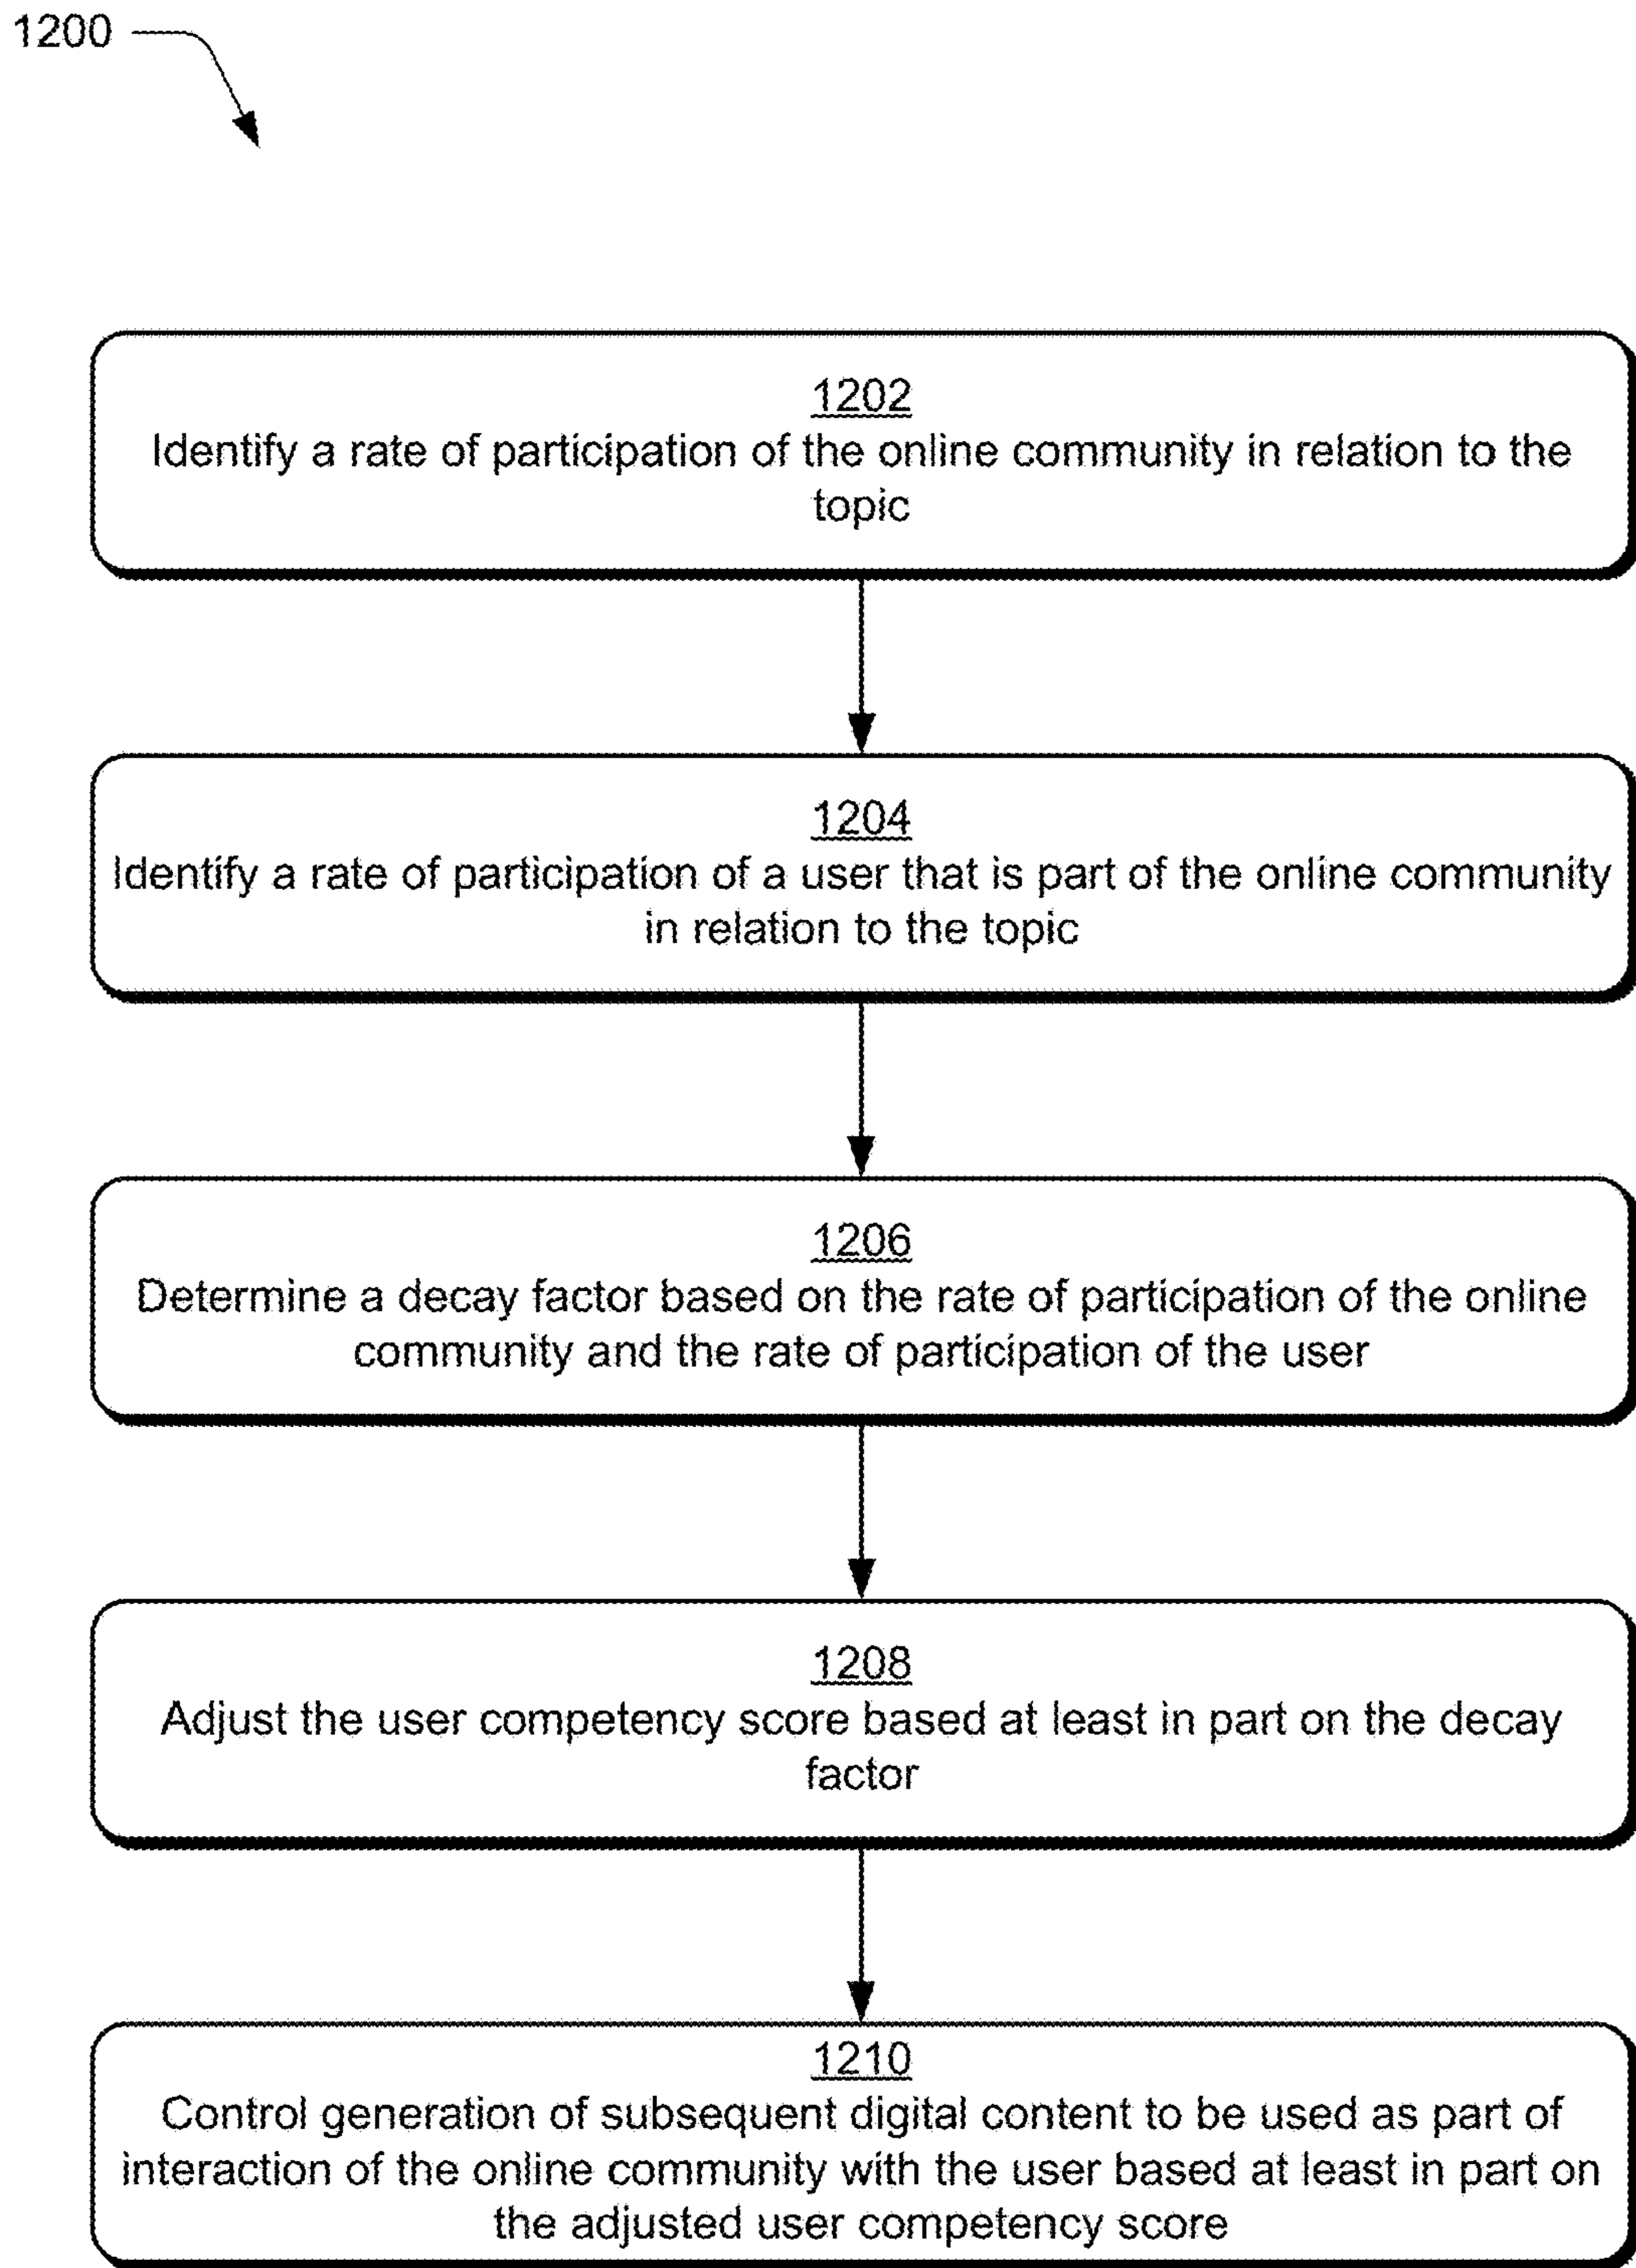 1200
1202
Identify a rate of participation of the online community in relation to the
topic
1204
Identify a rate of participation of a user that is part of the online community
in relation to the topic
1206
Determine a decay factor based on the rate of participation of the online
community and the rate of participation of the user
1208
Adjust the user competency score based at least in part on the decay
factor
1210
Control generation of subsequent digital content to be used as part of
interaction of the online community with the user based at least in part on
the adjusted user competency score